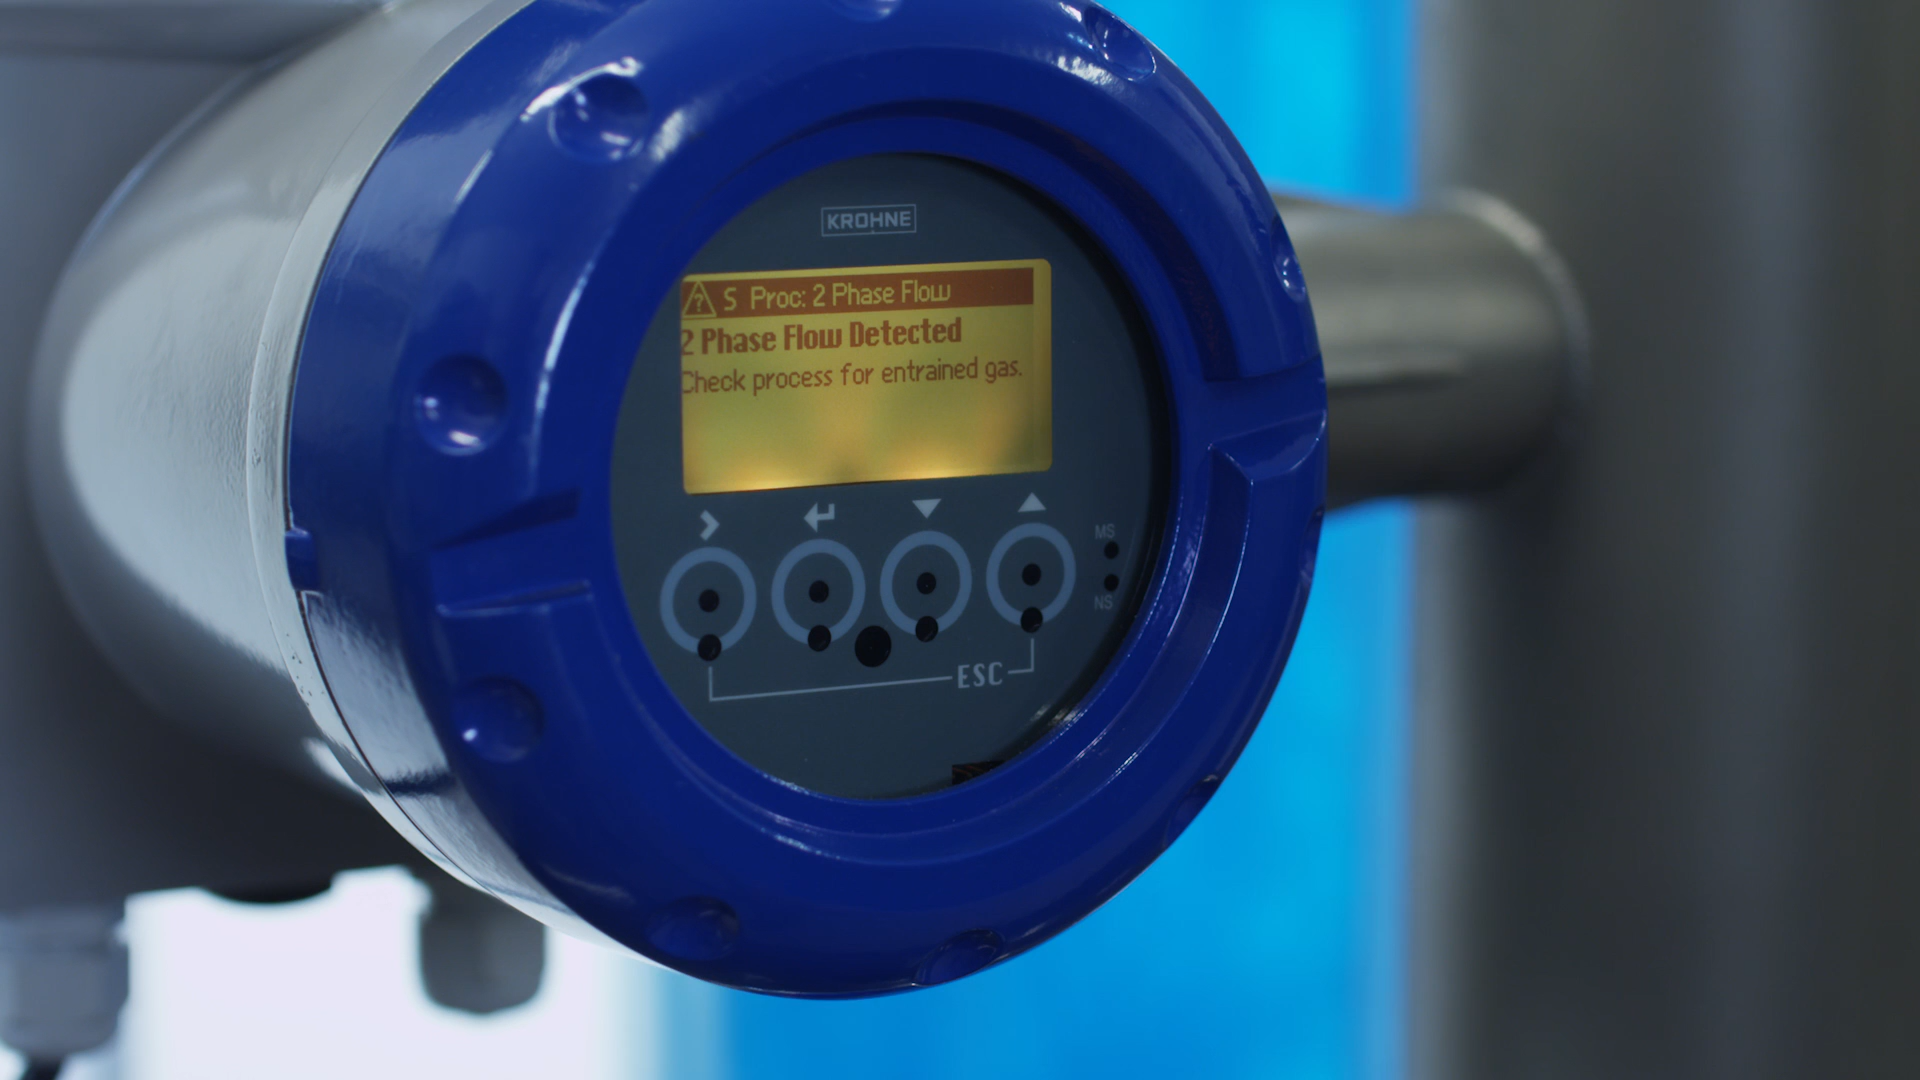 KROHNE
? S Proc: 2 Phase Flow
2 Phase Flow Detected
Check process for entrained gas.
MS
NS
ESC